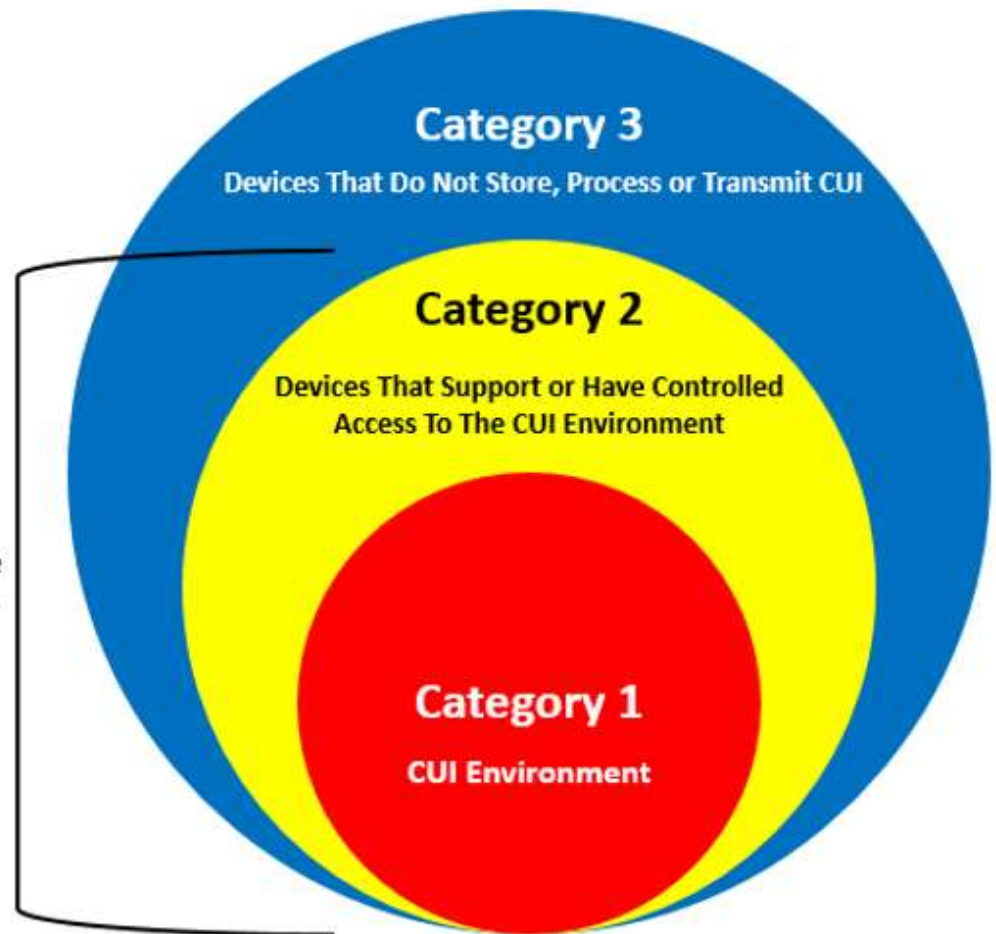 Category 3
Devices That Do Not Store, Process or Transmit CUI
Category 2
Devices That Support or Have Controlled
Access To The CUI Environment
Category 1
CUI Environment